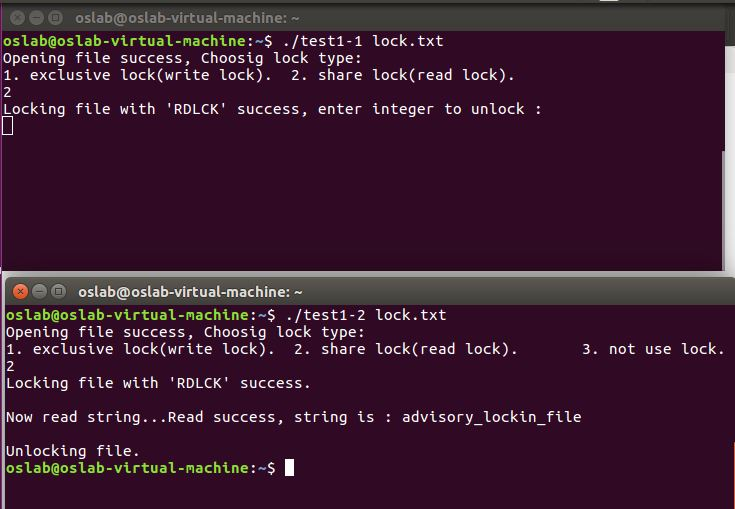 oslab@oslab-virtual-machine: ~
oslab@oslab-virtual-machine:~$ ./test1-1 lock.txt
Opening file success, Choosig lock type:
1. exclusive lock(write lock).  2. share lock(read lock).
2
Locking file with 'RDLCK' success, enter integer to unlock :
oslab@oslab-virtual-machine: ~
oslab@oslab-virtual-machine:~$ ./test1-2 lock.txt
Opening file success, Choosig lock type:
1. exclusive lock(write lock).  2. share lock(read lock).       3. not use lock.
2
Locking file with 'RDLCK' success.
Now read string...Read success, string is : advisory_lockin_file
Unlocking file.
oslab@oslab-virtual-machine:~$